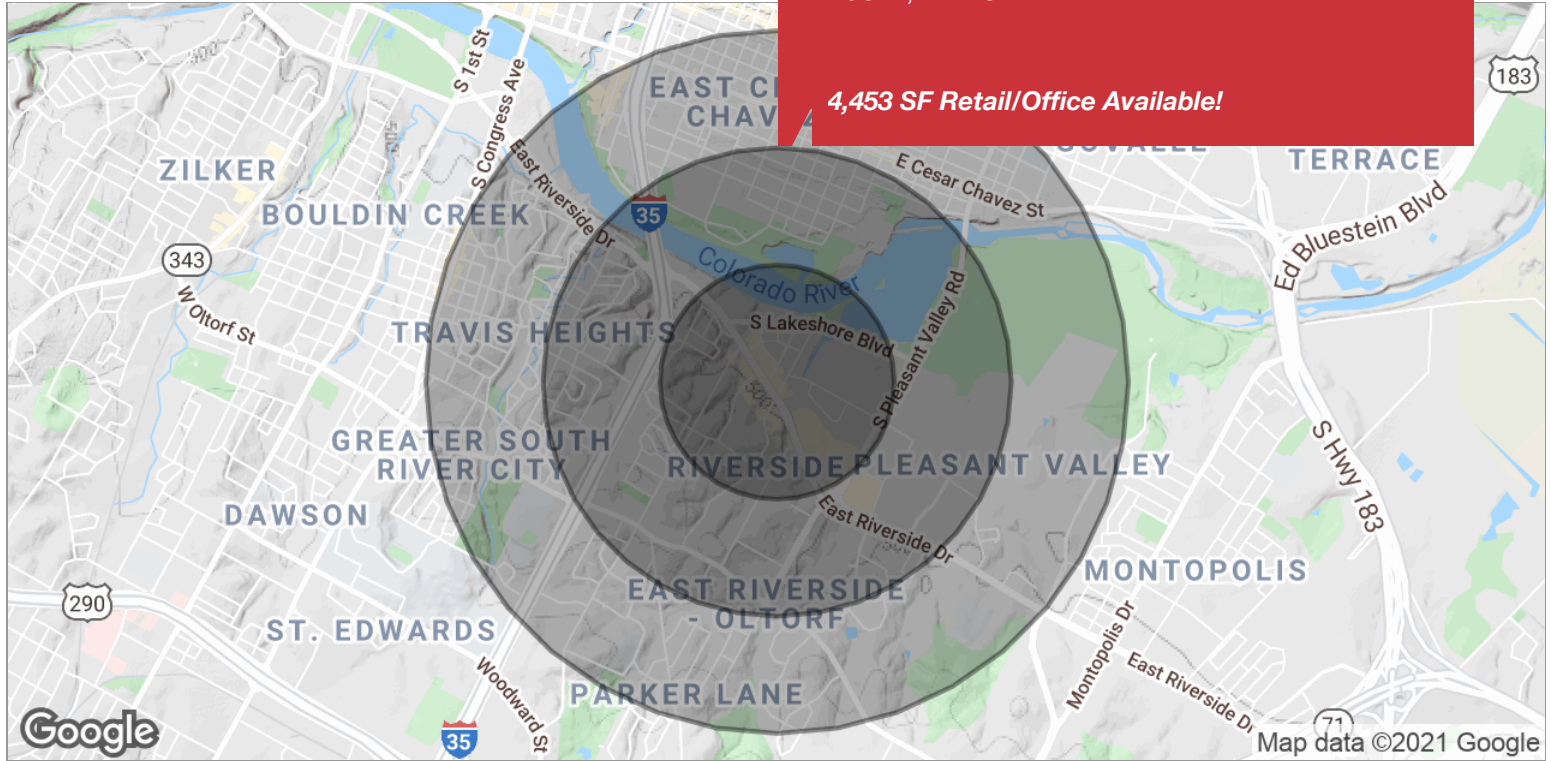 4,453 SF Retail/Office Available!
183
S 1st St
S Congress Ave
EAST
CHAV
ZILKER
BOULDIN CREEK
East Riverside Dr
35
E Cesar Chavez St
TERRACE
Ed Bluestein Blvd
343
W Oltorf St
Colorado River
S Lakeshore Blvd
S Pleasant Valley Rd
TRAVIS HEIGHTS
500'
GREATER SOUTH
RIVER CITY
RIVERSIDE
PLEASANT VALLEY
S Hwy 183
DAWSON
East Riverside Dr
EAST RIVERSIDE
- OLTORF
MONTOPOLIS
290
ST. EDWARDS
Woodward St
PARKER LANE
Montopolis Dr
East Riverside Dr
71
35
Google
Map data ©2021 Google